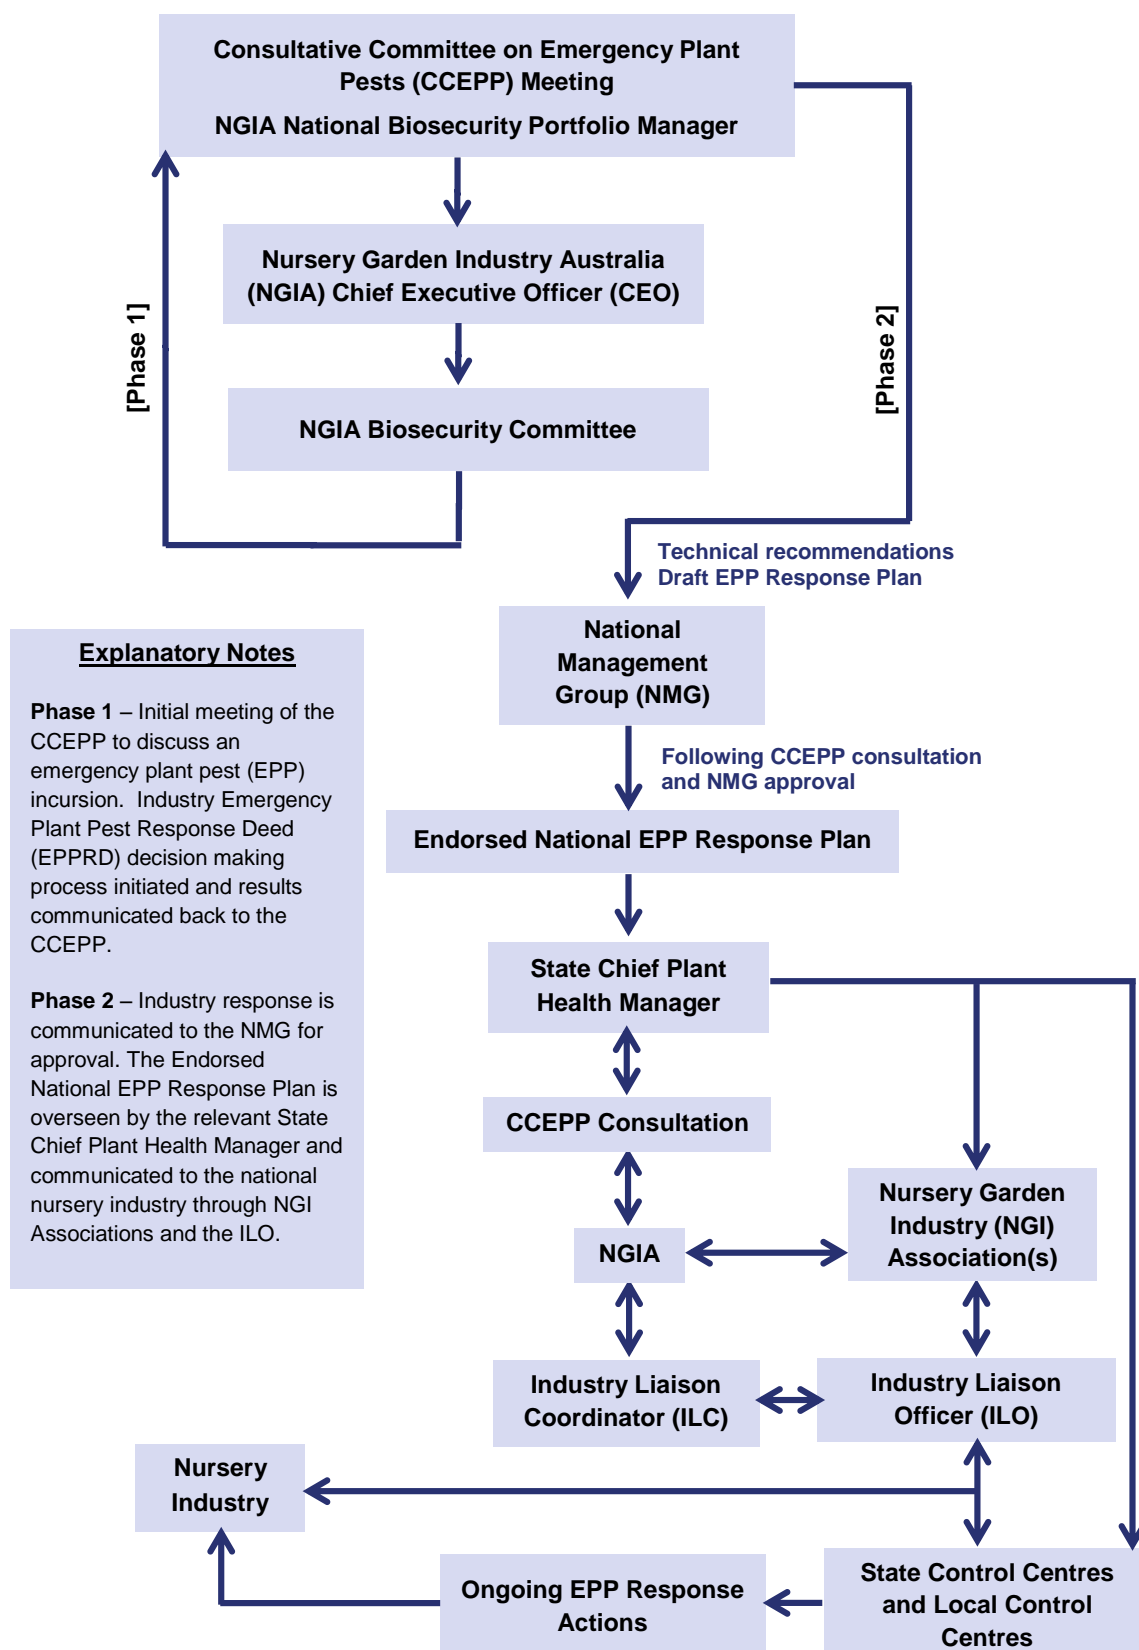 Consultative Committee on Emergency Plant
Pests (CCEPP) Meeting
NGIA National Biosecurity Portfolio Manager
Nursery Garden Industry Australia
(NGIA) Chief Executive Officer (CEO)
[Phase 1]
[Phase 2]
NGIA Biosecurity Committee
Technical recommendations
Draft EPP Response Plan
National
Management
Group (NMG)
Following CCEPP consultation
and NMG approval
Endorsed National EPP Response Plan
Explanatory Notes
Phase 1 – Initial meeting of the
CCEPP to discuss an
emergency plant pest (EPP)
incursion.  Industry Emergency
Plant Pest Response Deed
(EPPRD) decision making
process initiated and results
communicated back to the
CCEPP.
Phase 2 – Industry response is
communicated to the NMG for
approval. The Endorsed
National EPP Response Plan is
overseen by the relevant State
Chief Plant Health Manager and
communicated to the national
nursery industry through NGI
Associations and the ILO.
State Chief Plant
Health Manager
CCEPP Consultation
NGIA
Nursery Garden
Industry (NGI)
Association(s)
Industry Liaison
Coordinator (ILC)
Industry Liaison
Officer (ILO)
Nursery
Industry
Ongoing EPP Response
Actions
State Control Centres
and Local Control
Centres